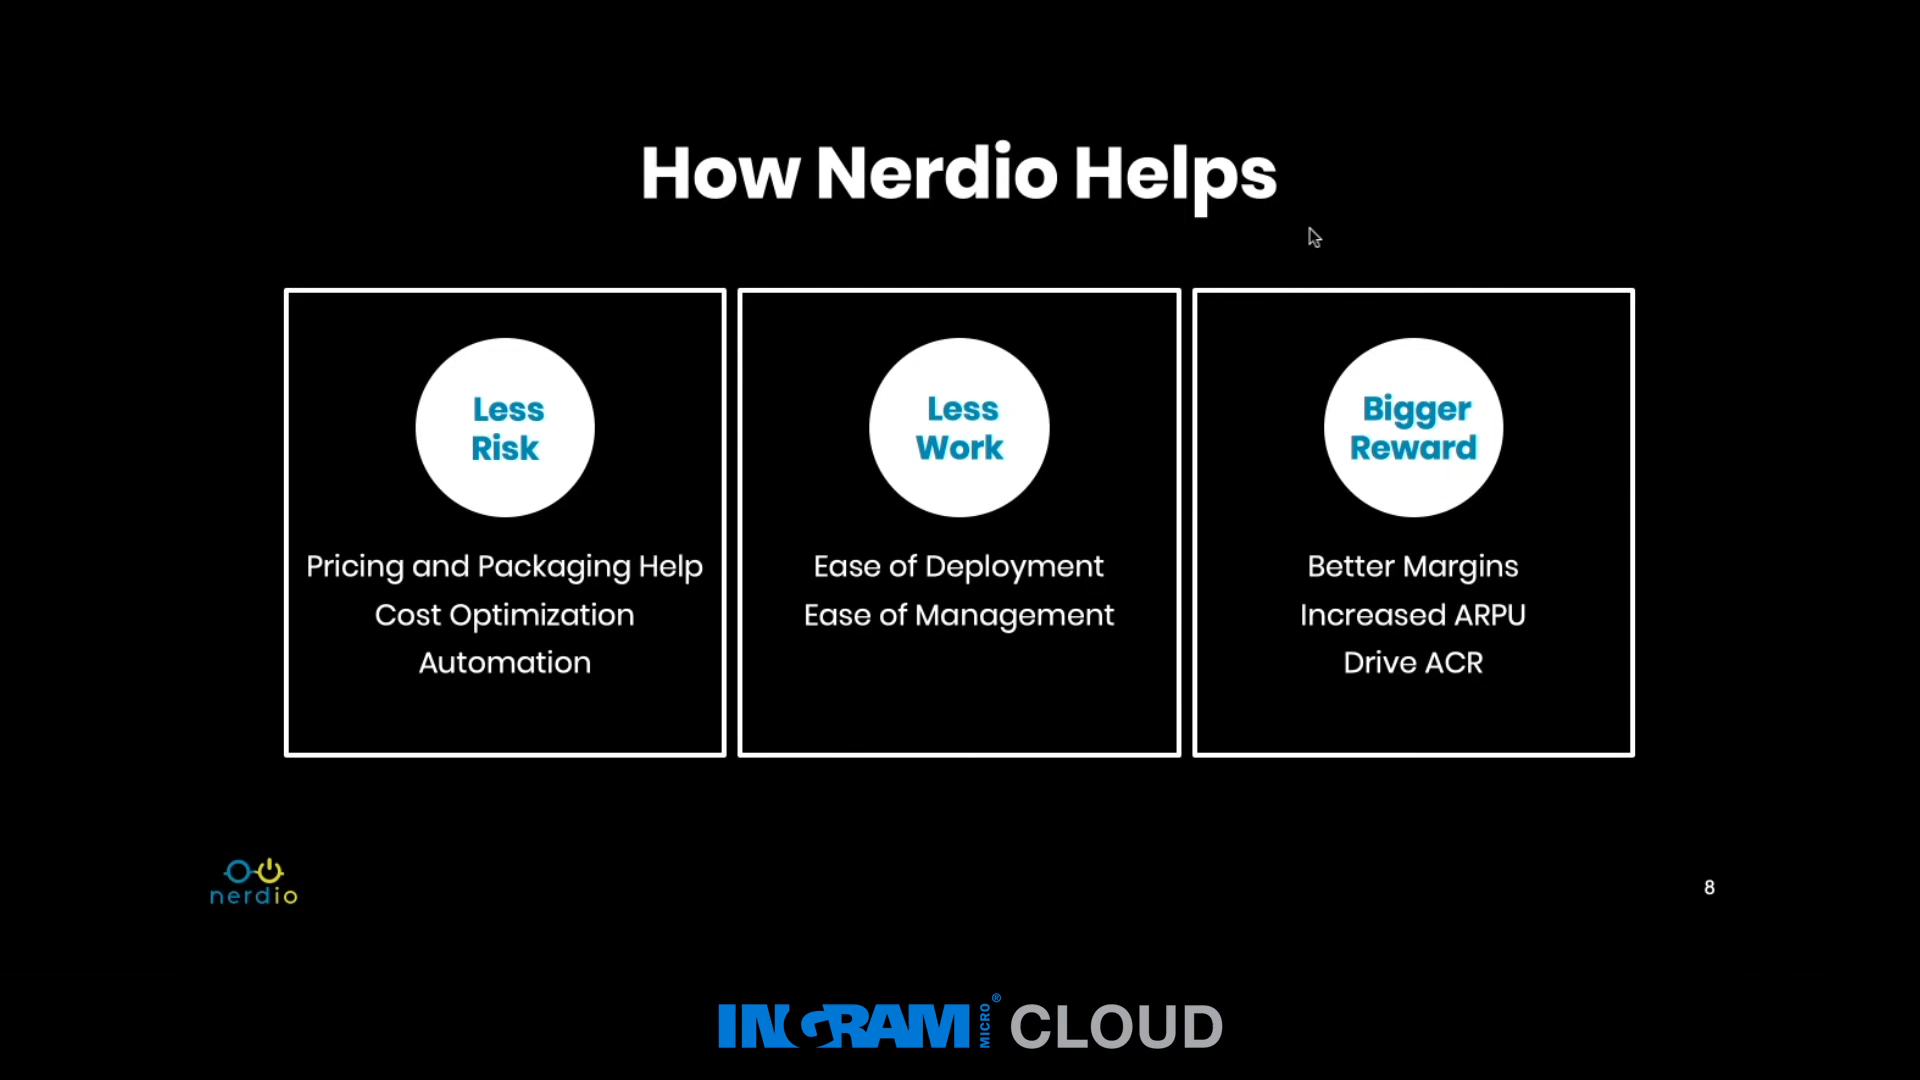 How Nerdio Helps
Less
Risk
Pricing and Packaging Help
Cost Optimization
Automation
Less
Work
Ease of Deployment
Ease of Management
Bigger
Reward
Better Margins
Increased ARPU
Drive ACR
nerdio
8
INGRAM MICRO® CLOUD